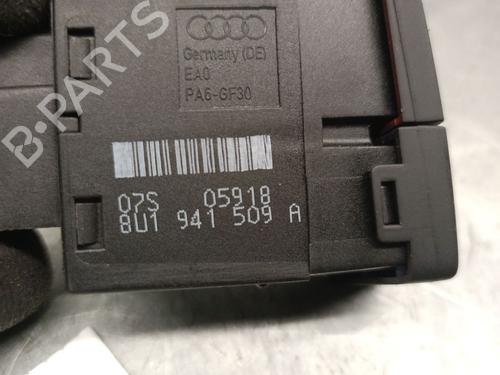 Germany (DE)
EA0
PA6-GF30
07S 05918
8U1 941 509 A
B-PARTS